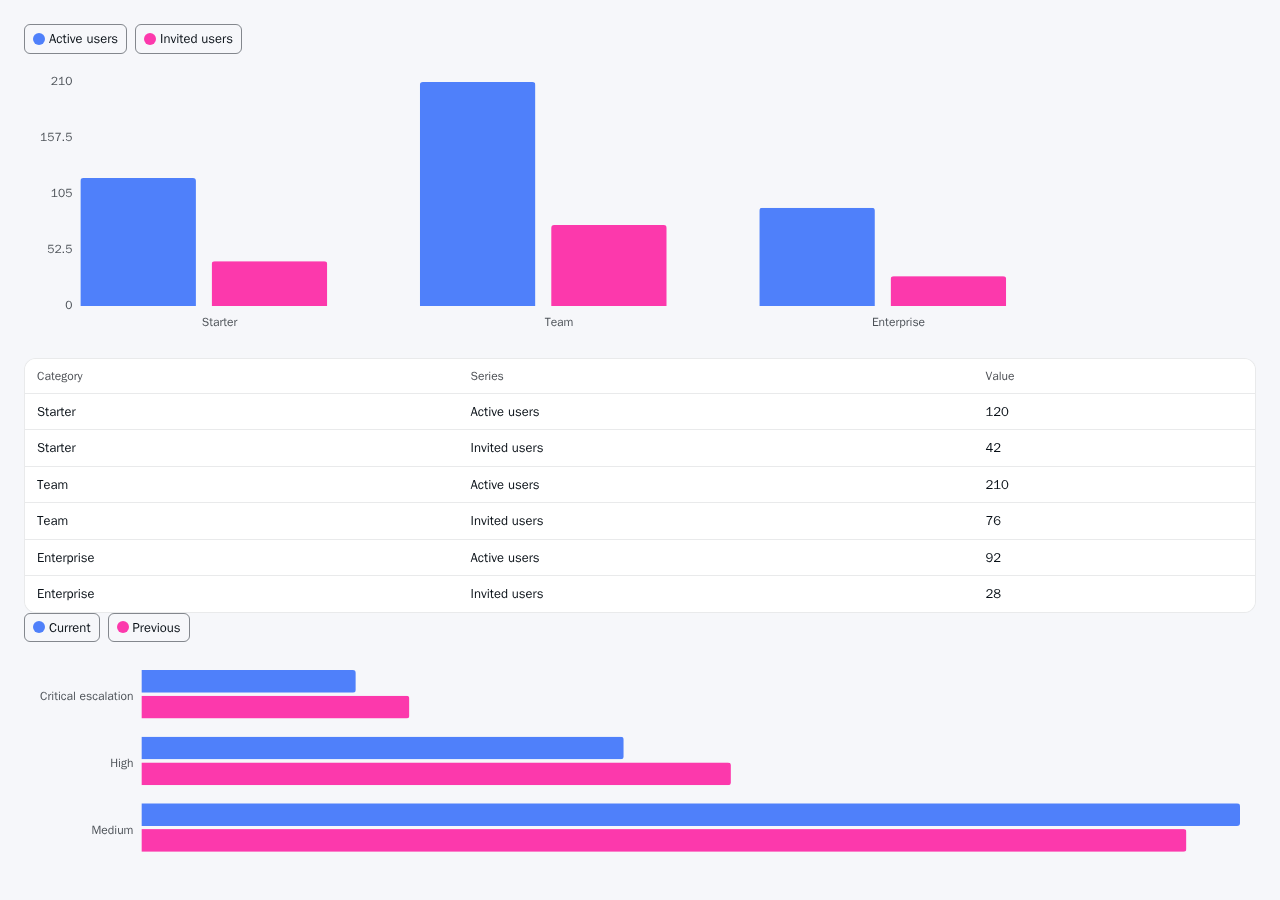 Active users Invited users
210
157.5
105
52.5
0
Starter Team Enterprise
Category Series Value
Starter Active users 120
Starter Invited users 42
Team Active users 210
Team Invited users 76
Enterprise Active users 92
Enterprise Invited users 28
Current Previous
Critical escalation
High
Medium